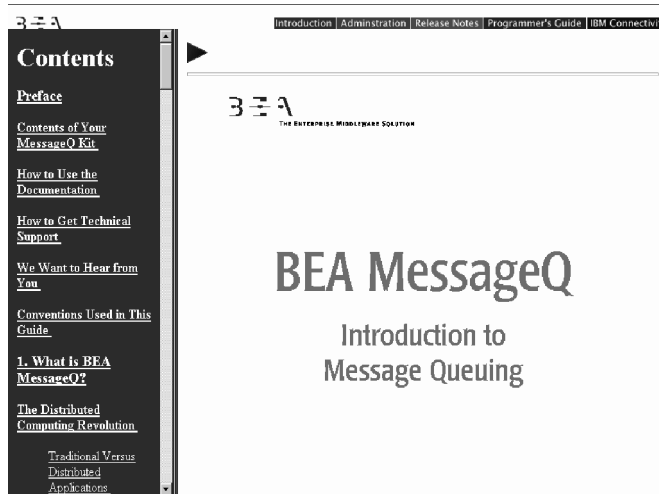 BEA
Introduction | Adminstration | Release Notes | Programmer's Guide | IBM Connectivi
Contents
Preface
Contents of Your
MessageQ Kit
How to Use the
Documentation
How to Get Technical
Support
We Want to Hear from
You
Conventions Used in This
Guide
1. What is BEA
MessageQ?
The Distributed
Computing Revolution
Traditional Versus
Distributed
Applications
BEA
THE ENTERPRISE MIDDLEWARE SOLUTION
BEA MessageQ
Introduction to
Message Queuing